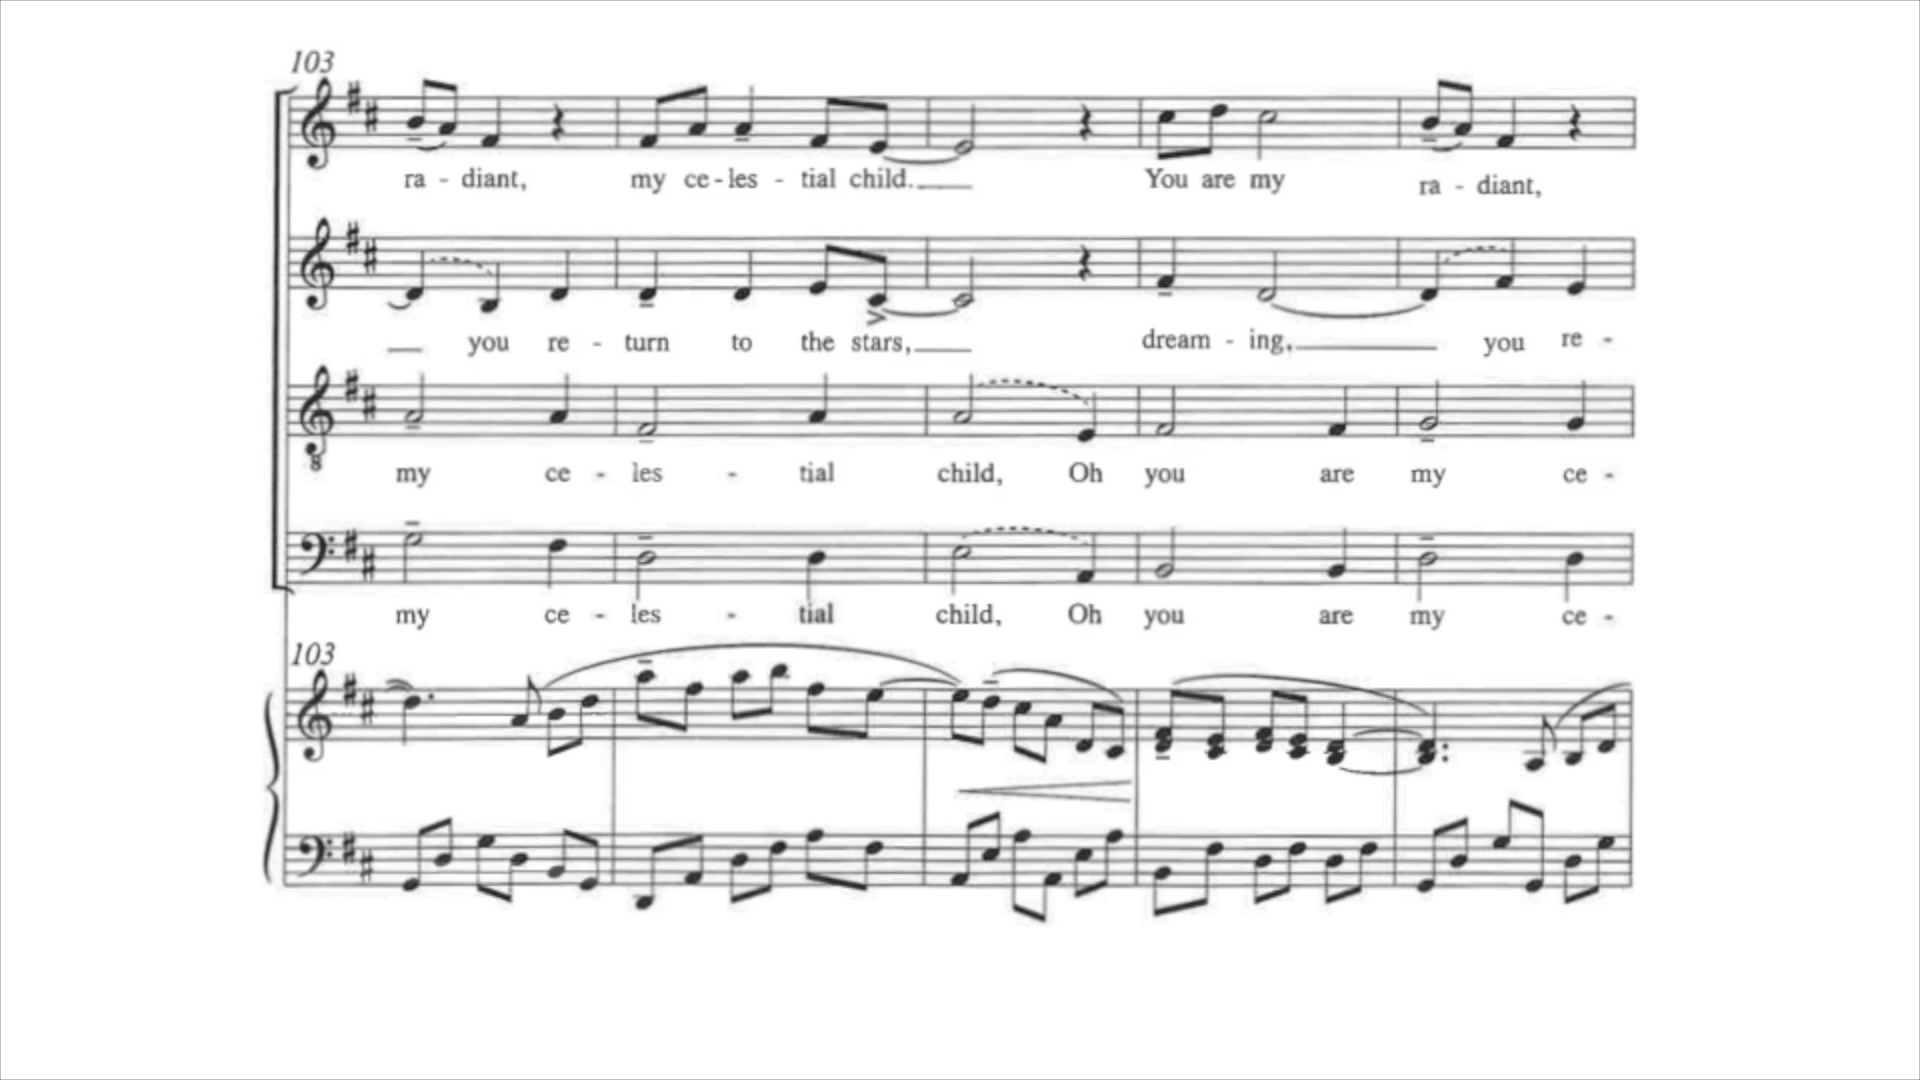 103
ra - diant, my ce - les - tial child. You are my ra - diant,
you re - turn to the stars, dream - ing, you re -
8
my ce - les - tial child, Oh you are my ce -
my ce - les - tial child, Oh you are my ce -
103